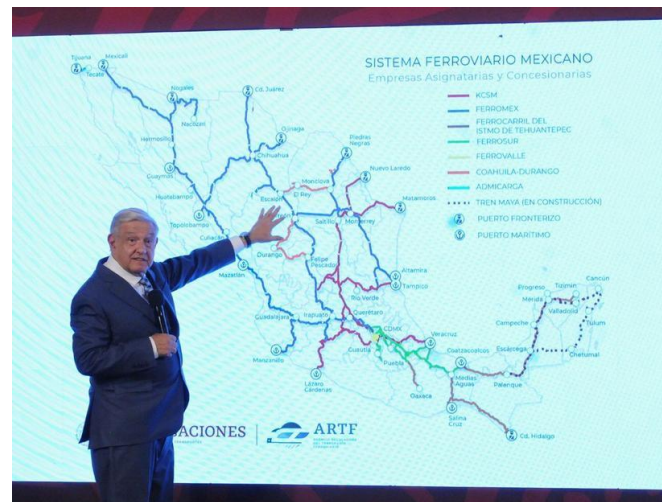 SISTEMA FERROVIARIO MEXICANO
Empresas Asignatarias y Concesionarias
KCSM
FERROMEX
FERROCARRIL DEL
ISTMO DE TEHUANTEPEC
FERROSUR
FERROVALLE
COAHUILA-DURANGO
ADMICARGA
TREN MAYA (EN CONSTRUCCIÓN)
PUERTO FRONTERIZO
PUERTO MARÍTIMO
Tijuana
Mexicali
Tecate
Nogales
Cd. Juárez
Nacozari
Ojinaga
Hermosillo
Chihuahua
Piedras
Negras
Nuevo Laredo
Guaymas
Monclova
Escalón
El Rey
Matamoros
Huatabampo
Topolobampo
Saltillo
Monterrey
Culiacán
Durango
Felipe
Pescador
Mazatlán
Altamira
Tampico
Río Verde
Guadalajara
Irapuato
Querétaro
CDMX
Veracruz
Manzanillo
Cuautla
Puebla
Lázaro
Cárdenas
Oaxaca
Coatzacoalcos
Medias
Aguas
Salina
Cruz
Cd. Hidalgo
Palenque
Escárcega
Campeche
Mérida
Progreso
Tizimín
Valladolid
Cancún
Tulum
Chetumal
ACIONES
ARTF